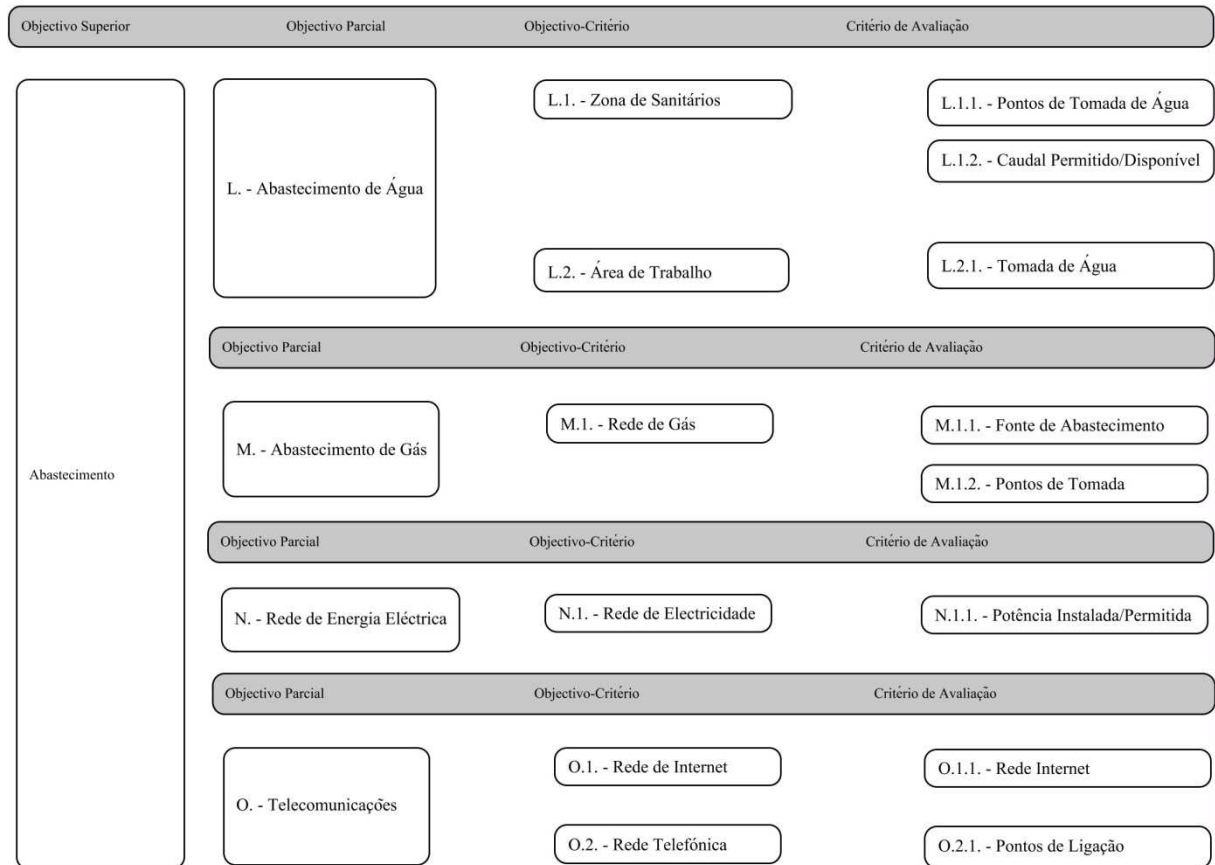 Objectivo Superior
Objectivo Parcial
Objectivo-Critério
Critério de Avaliação
Abastecimento
L. - Abastecimento de Água
L.1. - Zona de Sanitários
L.1.1. - Pontos de Tomada de Água
L.1.2. - Caudal Permitido/Disponível
L.2. - Área de Trabalho
L.2.1. - Tomada de Água
Objectivo Parcial
Objectivo-Critério
Critério de Avaliação
M. - Abastecimento de Gás
M.1. - Rede de Gás
M.1.1. - Fonte de Abastecimento
M.1.2. - Pontos de Tomada
Objectivo Parcial
Objectivo-Critério
Critério de Avaliação
N. - Rede de Energia Eléctrica
N.1. - Rede de Electricidade
N.1.1. - Potência Instalada/Permitida
Objectivo Parcial
Objectivo-Critério
Critério de Avaliação
O. - Telecomunicações
O.1. - Rede de Internet
O.1.1. - Rede Internet
O.2. - Rede Telefónica
O.2.1. - Pontos de Ligação